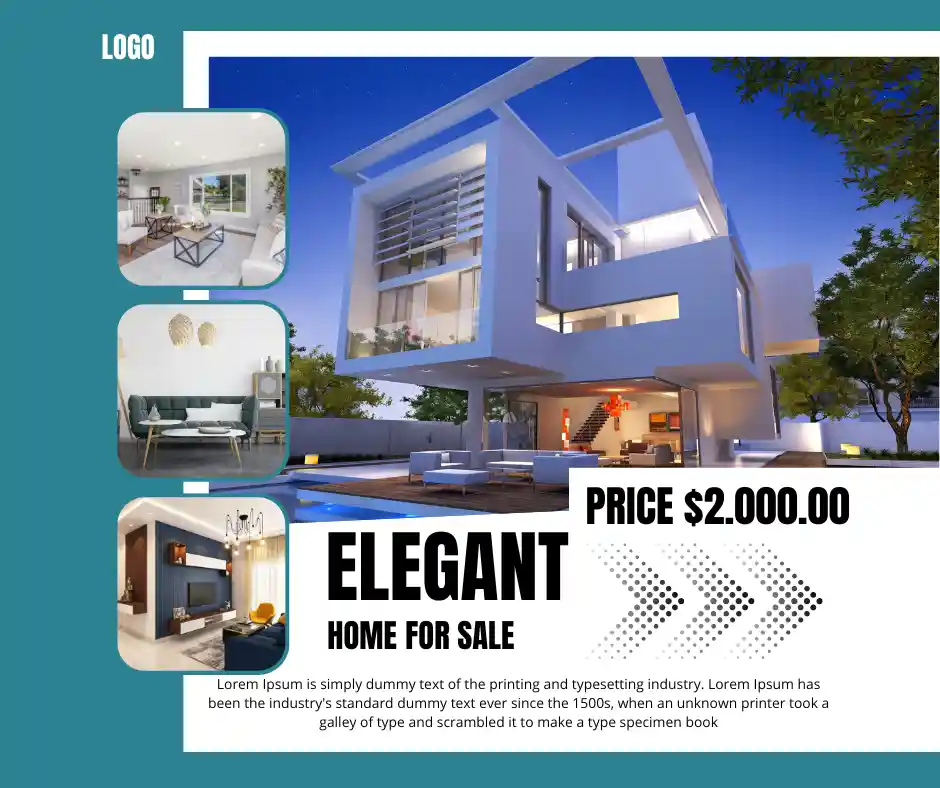 LOGO
PRICE $2.000.00
ELEGANT
HOME FOR SALE
Lorem Ipsum is simply dummy text of the printing and typesetting industry. Lorem Ipsum has
been the industry's standard dummy text ever since the 1500s, when an unknown printer took a
galley of type and scrambled it to make a type specimen book